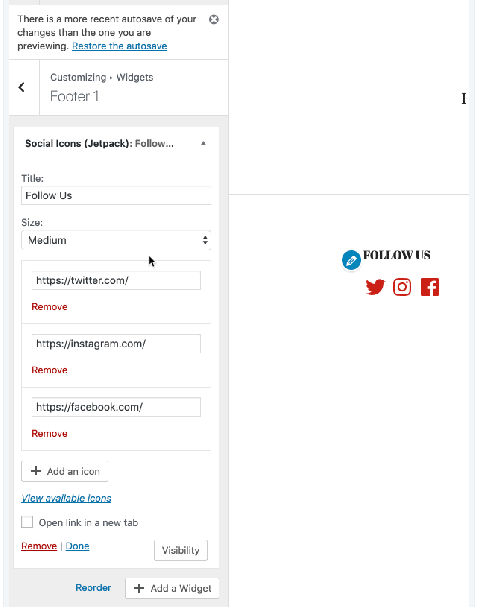 There is a more recent autosave of your
changes than the one you are
previewing. Restore the autosave
Customizing ▸ Widgets
Footer 1
Social Icons (Jetpack): Follow...
Title:
Follow Us
Size:
Medium
https://twitter.com/
Remove
https://instagram.com/
Remove
https://facebook.com/
Remove
+ Add an icon
View available icons
Open link in a new tab
Remove | Done
Visibility
Reorder
+ Add a Widget
FOLLOW US